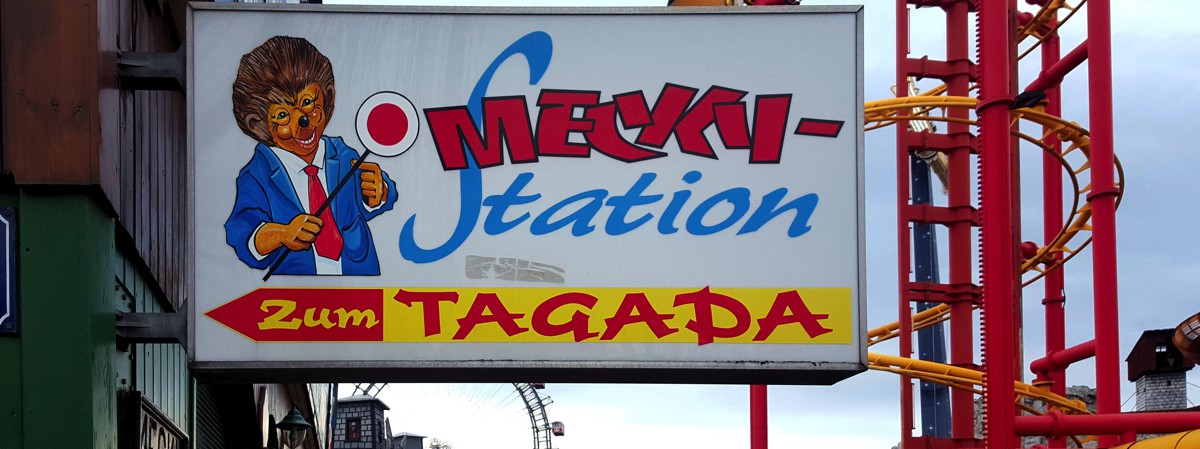 MECKI-
Station
Zum TAGADA